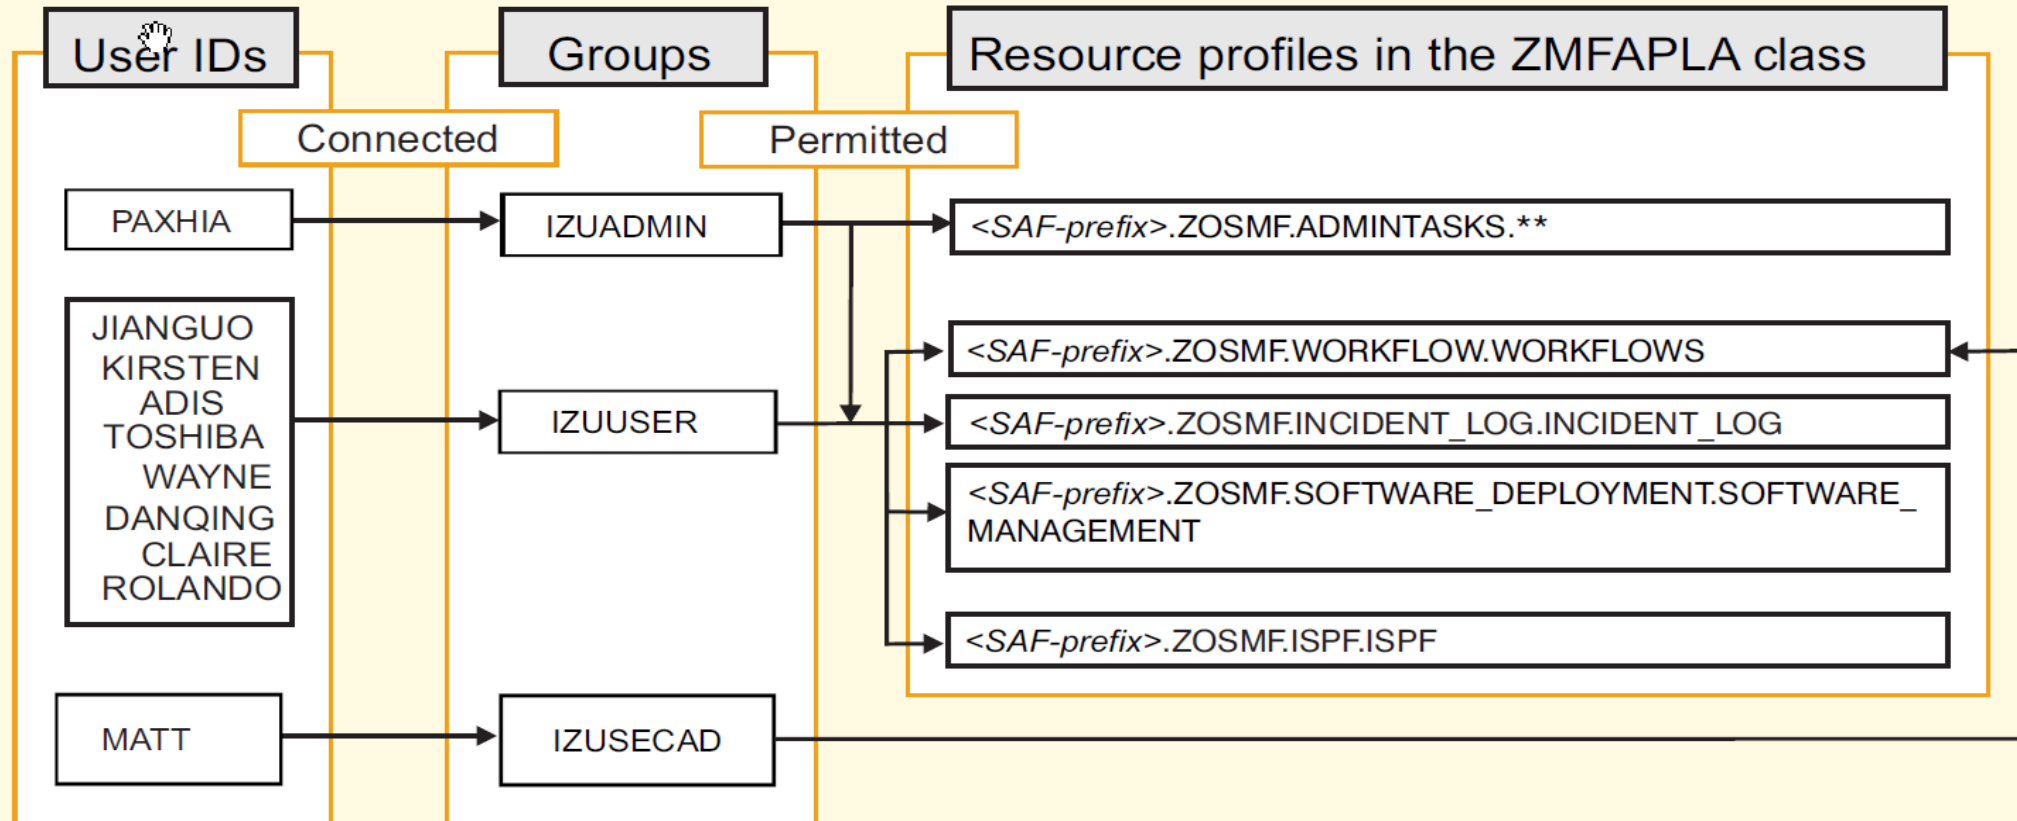 User IDs
Groups
Resource profiles in the ZMFAPLA class
Connected
Permitted
PAXHIA
IZUADMIN
<SAF-prefix>.ZOSMF.ADMINTASKS.**
JIANGUO
KIRSTEN
ADIS
TOSHIBA
WAYNE
DANQING
CLAIRE
ROLANDO
IZUUSER
<SAF-prefix>.ZOSMF.WORKFLOW.WORKFLOWS
<SAF-prefix>.ZOSMF.INCIDENT_LOG.INCIDENT_LOG
<SAF-prefix>.ZOSMF.SOFTWARE_DEPLOYMENT.SOFTWARE_
MANAGEMENT
<SAF-prefix>.ZOSMF.ISPF.ISPF
MATT
IZUSECAD